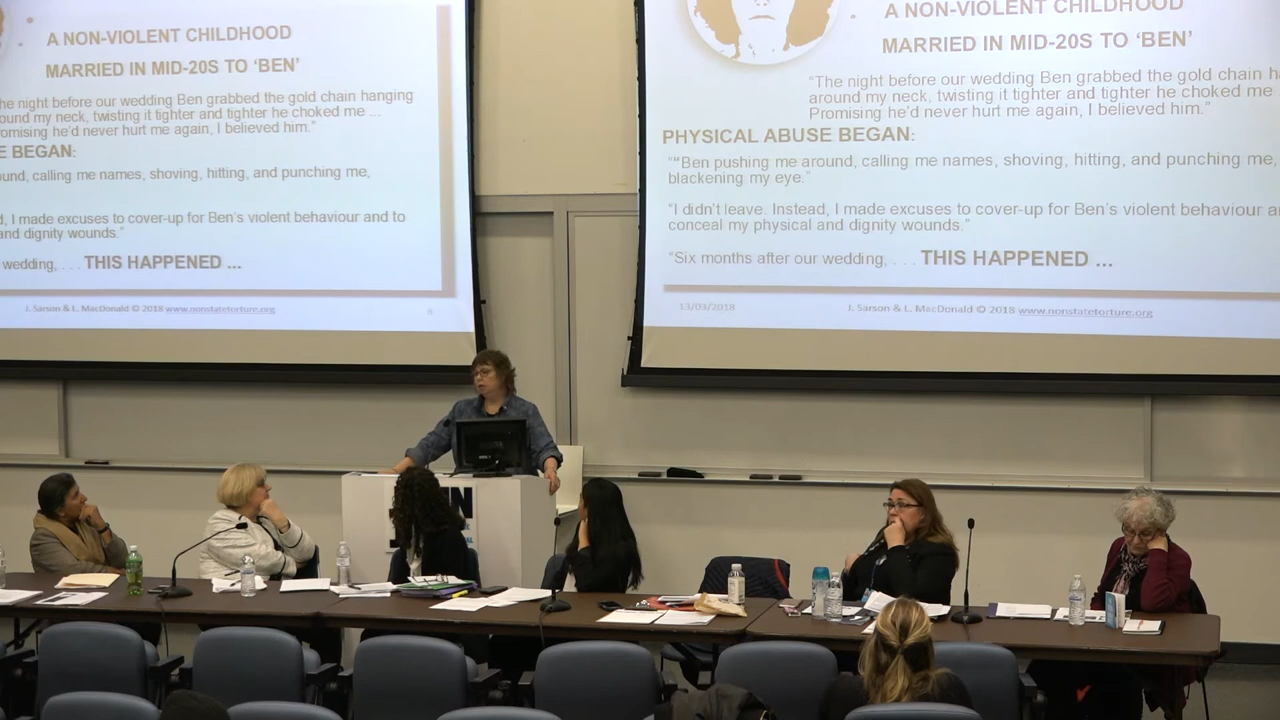 A NON-VIOLENT CHILDHOOD
MARRIED IN MID-20S TO ‘BEN’
he night before our wedding Ben grabbed the gold chain hanging
ound my neck, twisting it tighter and tighter he choked me ...
Promising he’d never hurt me again, I believed him.”
E BEGAN:
und, calling me names, shoving, hitting, and punching me,
d, I made excuses to cover-up for Ben’s violent behaviour and to
and dignity wounds.”
wedding, . . . THIS HAPPENED ...
J. Sarson & L. MacDonald © 2018 www.nonstatetorture.org
8
A NON-VIOLENT CHILDHOOD
MARRIED IN MID-20S TO ‘BEN’
“The night before our wedding Ben grabbed the gold chain h
around my neck, twisting it tighter and tighter he choked me
Promising he’d never hurt me again, I believed him.”
PHYSICAL ABUSE BEGAN:
““Ben pushing me around, calling me names, shoving, hitting, and punching me,
blackening my eye.”
“I didn’t leave. Instead, I made excuses to cover-up for Ben’s violent behaviour a
conceal my physical and dignity wounds.”
“Six months after our wedding, . . . THIS HAPPENED ...
13/03/2018
J. Sarson & L. MacDonald © 2018 www.nonstatetorture.org